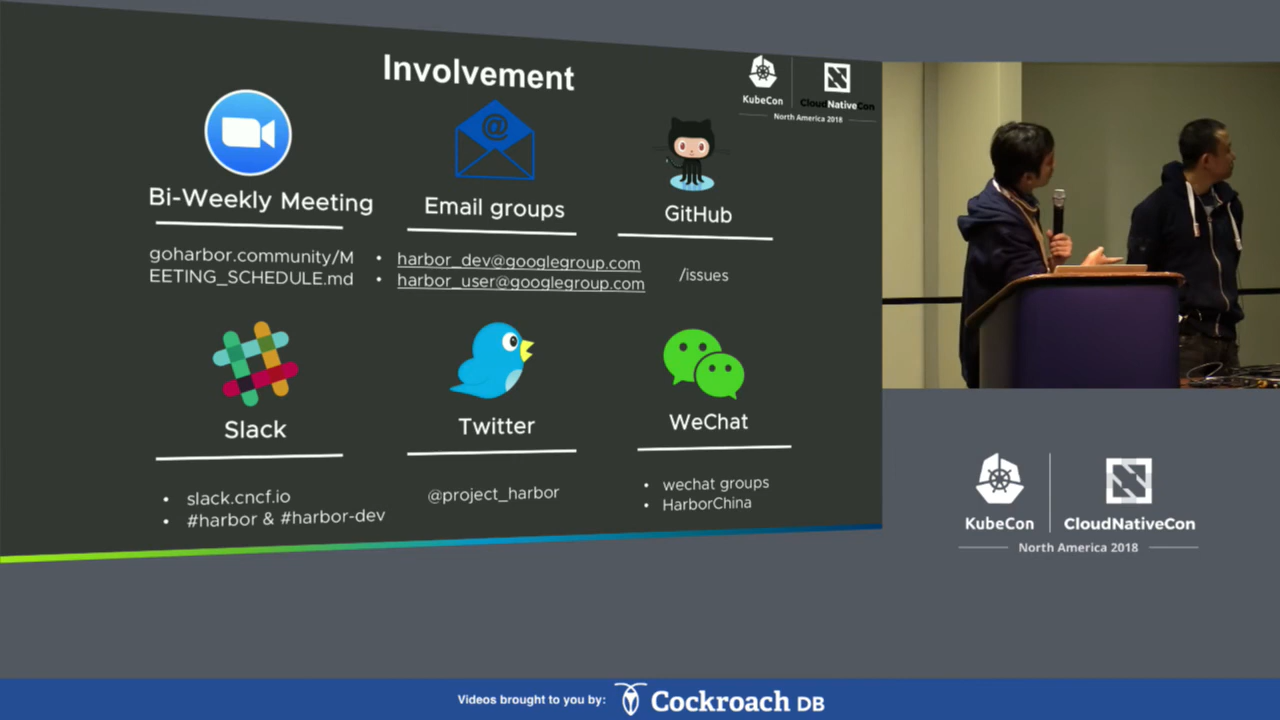 Involvement
KubeCon
CloudNativeCon
North America 2018
Bi-Weekly Meeting
goharbor.community/M
EETING_SCHEDULE.md
Email groups
• harbor_dev@googlegroup.com
• harbor_user@googlegroup.com
GitHub
/issues
Slack
• slack.cncf.io
• #harbor & #harbor-dev
Twitter
@project_harbor
WeChat
• wechat groups
• HarborChina
KubeCon
CloudNativeCon
North America 2018
Videos brought to you by:
Cockroach DB